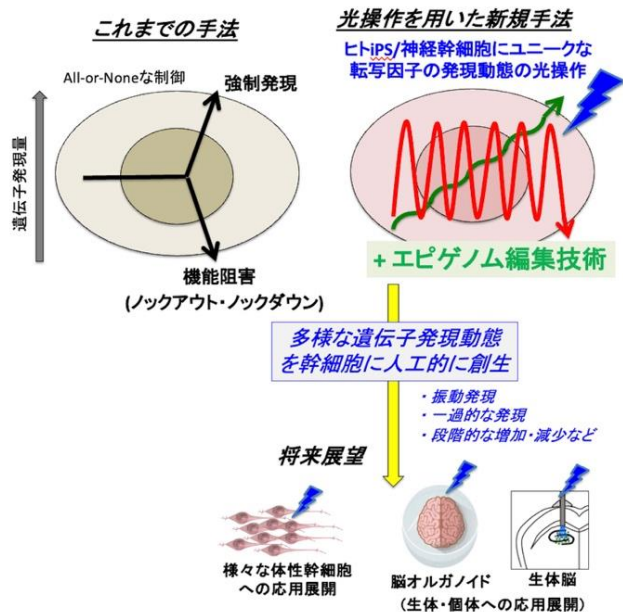 これまでの手法
光操作を用いた新規手法
All-or-Noneな制御
強制発現
ヒトiPS/神経幹細胞にユニークな
転写因子の発現動態の光操作
遺伝子発現量
機能阻害
(ノックアウト・ノックダウン)
+ エピゲノム編集技術
多様な遺伝子発現動態
を幹細胞に人工的に創生
・振動発現
・一過的な発現
・段階的な増加・減少など
将来展望
様々な体性幹細胞
への応用展開
脳オルガノイド
生体脳
(生体・個体への応用展開)